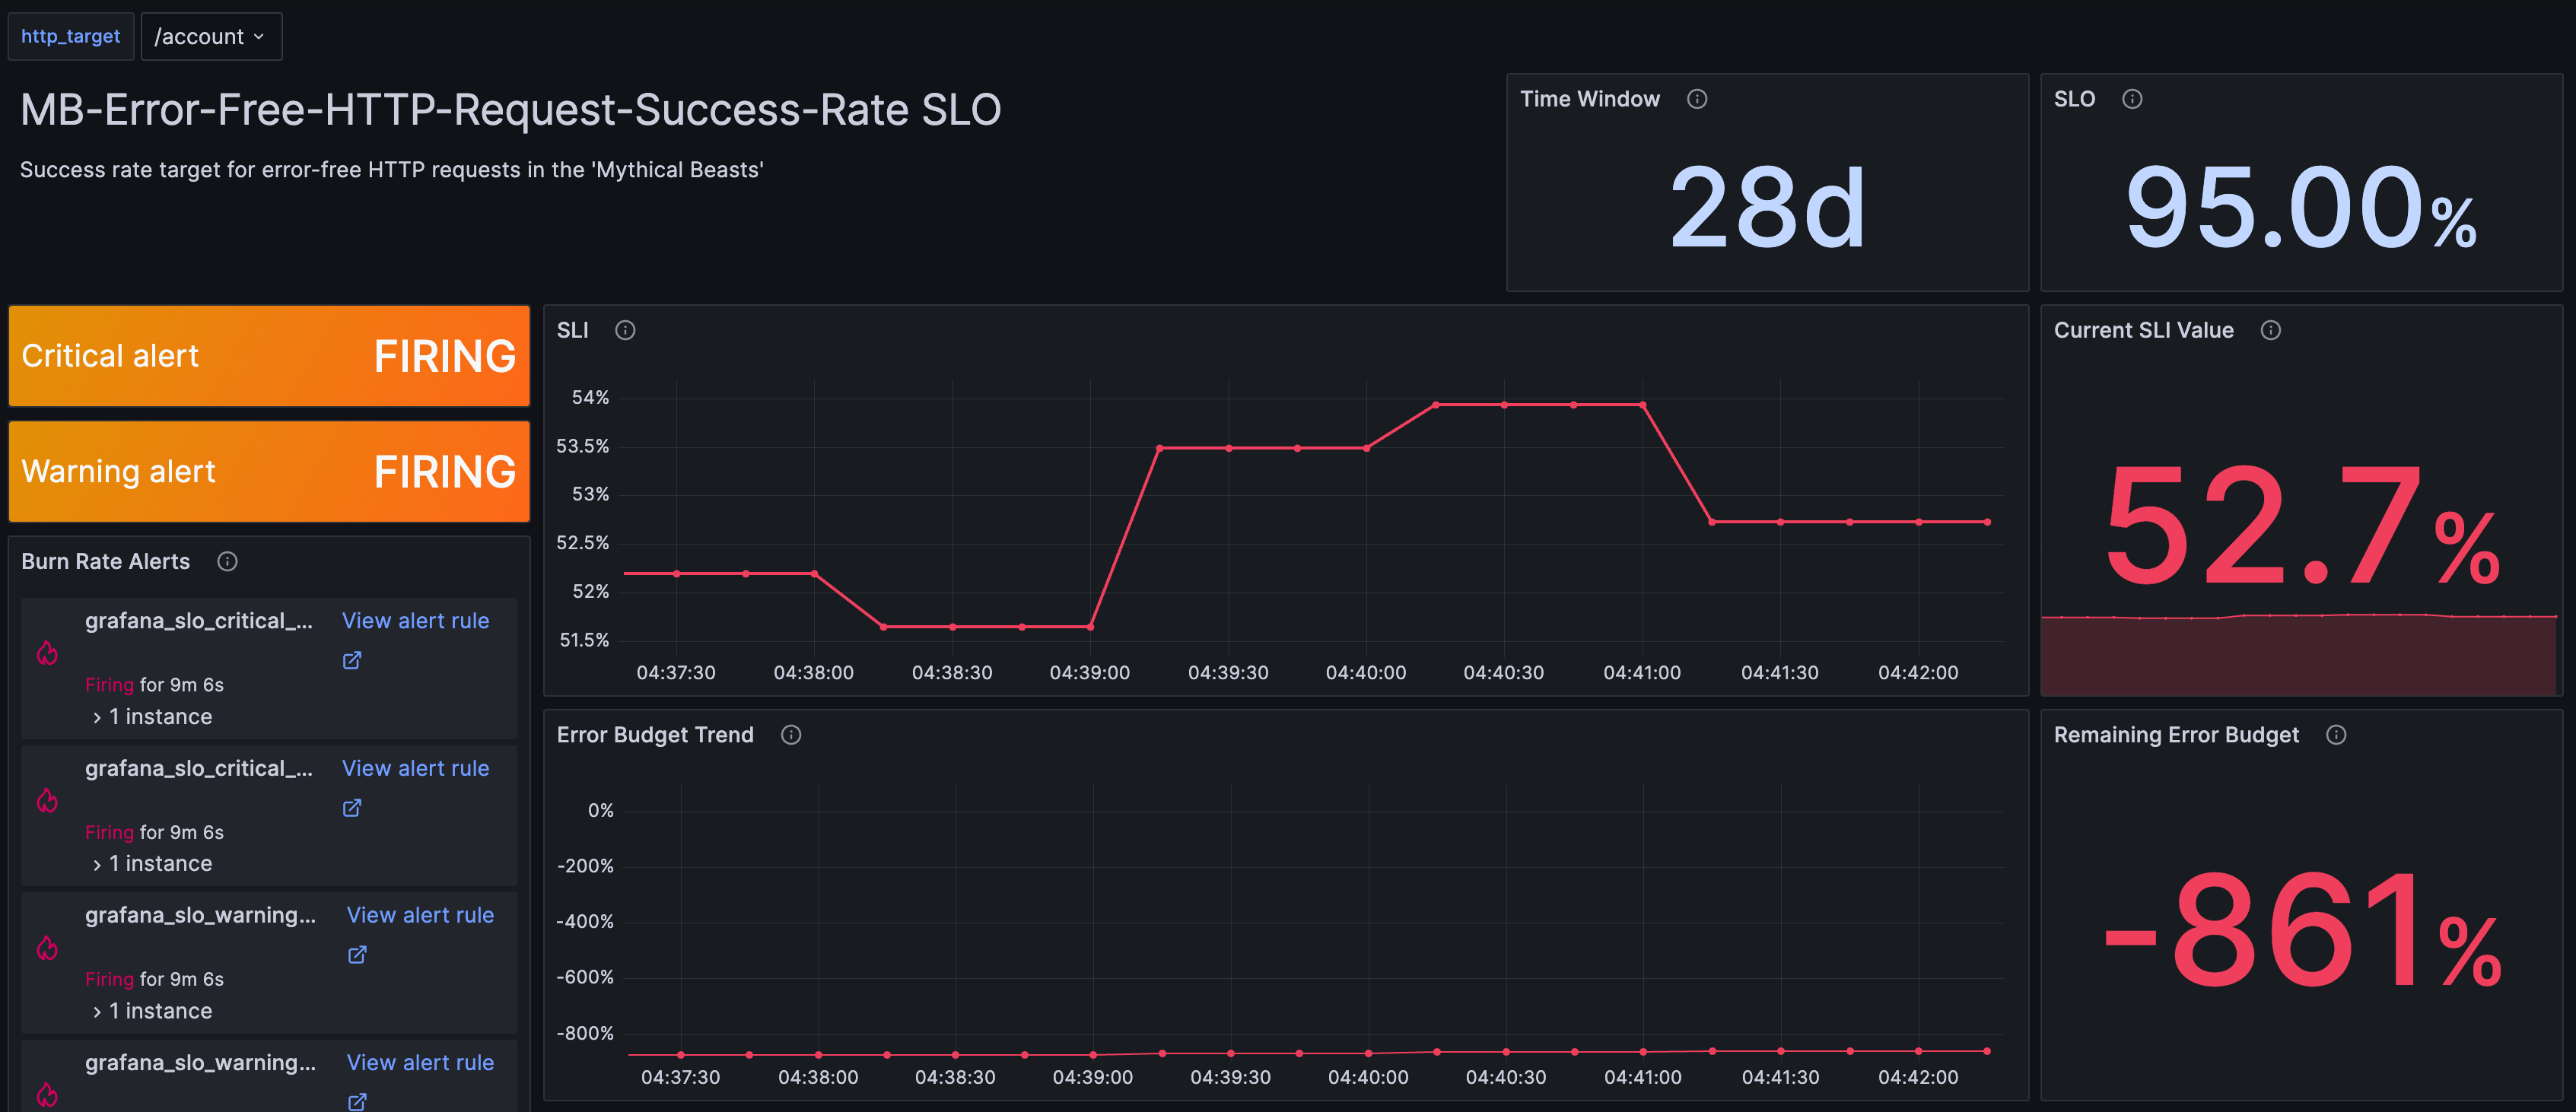 http_target /account
MB-Error-Free-HTTP-Request-Success-Rate SLO
Success rate target for error-free HTTP requests in the 'Mythical Beasts'
Time Window
28d
SLO
95.00%
Critical alert FIRING
Warning alert FIRING
Burn Rate Alerts
grafana_slo_critical_... View alert rule
Firing for 9m 6s
1 instance
grafana_slo_critical_... View alert rule
Firing for 9m 6s
1 instance
grafana_slo_warning... View alert rule
Firing for 9m 6s
1 instance
grafana_slo_warning... View alert rule
SLI
54%
53.5%
53%
52.5%
52%
51.5%
04:37:30 04:38:00 04:38:30 04:39:00 04:39:30 04:40:00 04:40:30 04:41:00 04:41:30 04:42:00
Current SLI Value
52.7%
Error Budget Trend
0%
-200%
-400%
-600%
-800%
04:37:30 04:38:00 04:38:30 04:39:00 04:39:30 04:40:00 04:40:30 04:41:00 04:41:30 04:42:00
Remaining Error Budget
-861%